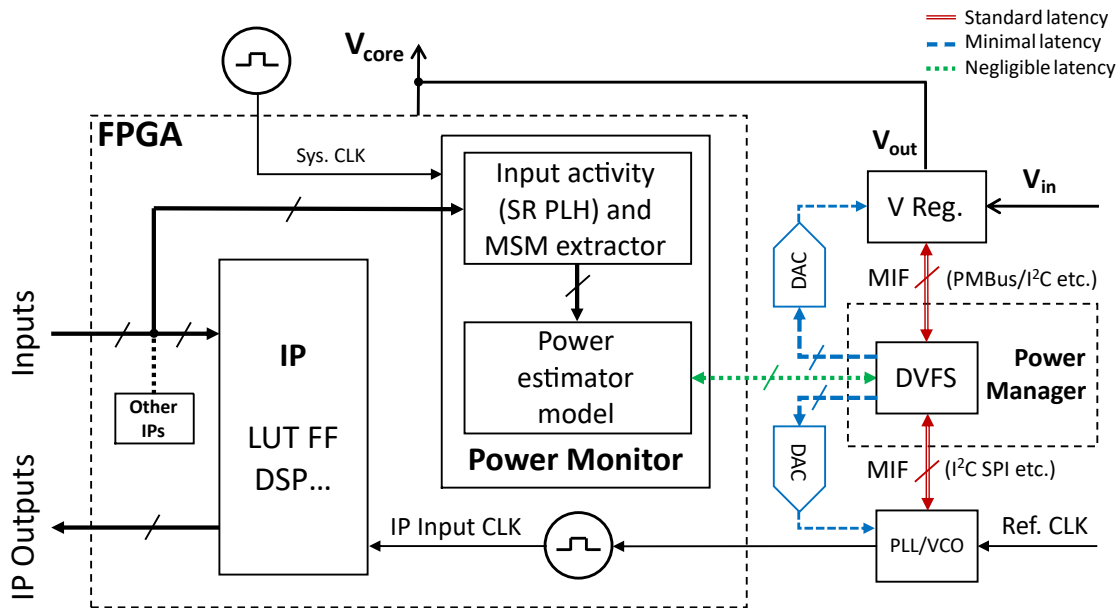 Standard latency
Minimal latency
Negligible latency
Vcore
FPGA
Sys. CLK
Vout
Vin
Input activity
(SR PLH) and
MSM extractor
V Reg.
DAC
MIF
(PMBus/I²C etc.)
Inputs
IP
LUT FF
DSP...
Other
IPs
Power
estimator
model
Power Monitor
DVFS
Power
Manager
DAC
MIF
(I²C SPI etc.)
IP Outputs
IP Input CLK
PLL/VCO
Ref. CLK